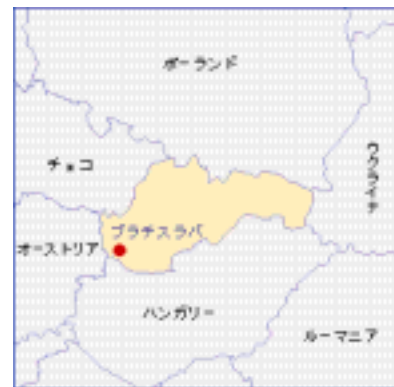 ポーランド
チェコ
ウクライナ
ブラチスラバ
オーストリア
ハンガリー
ルーマニア